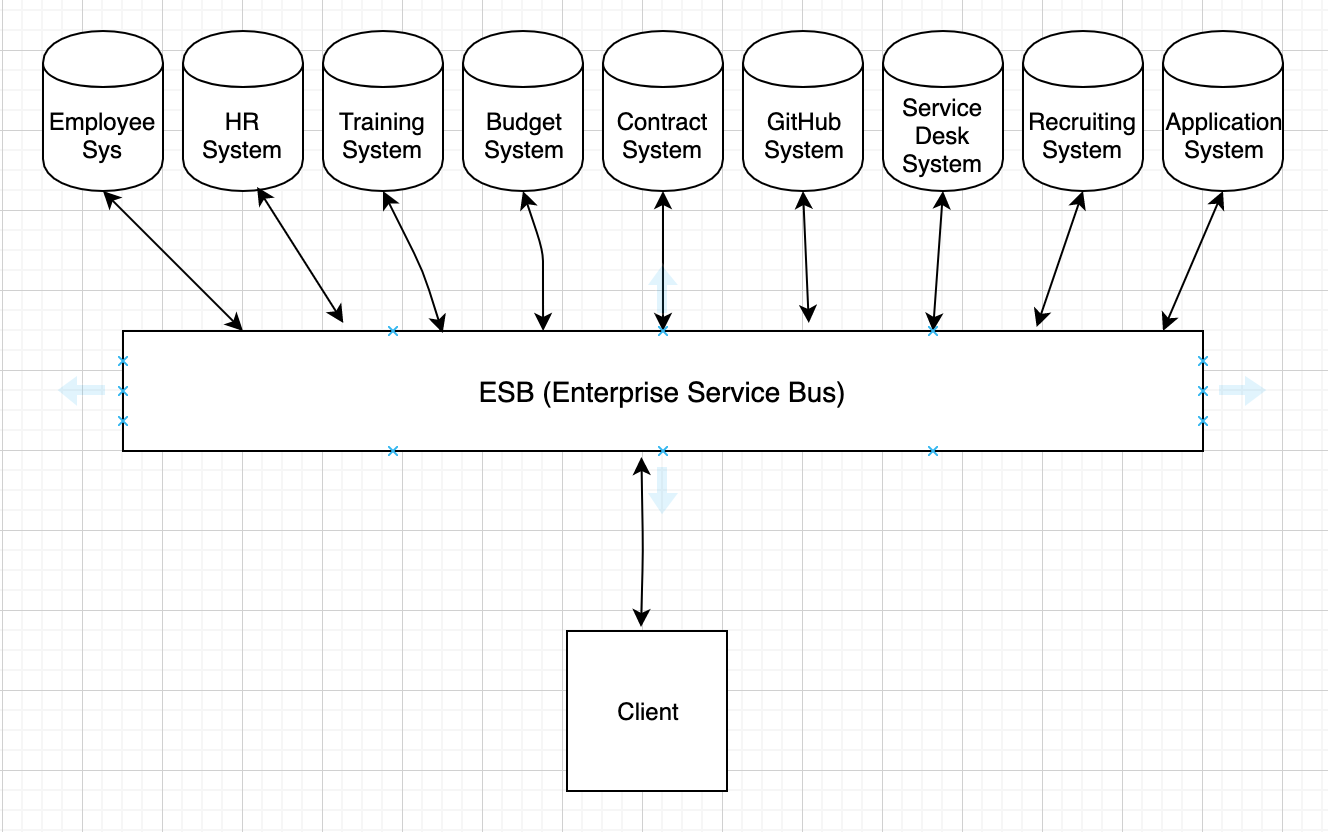 Employee
Sys
HR
System
Training
System
Budget
System
Contract
System
GitHub
System
Service
Desk
System
Recruiting
System
Application
System
ESB (Enterprise Service Bus)
Client